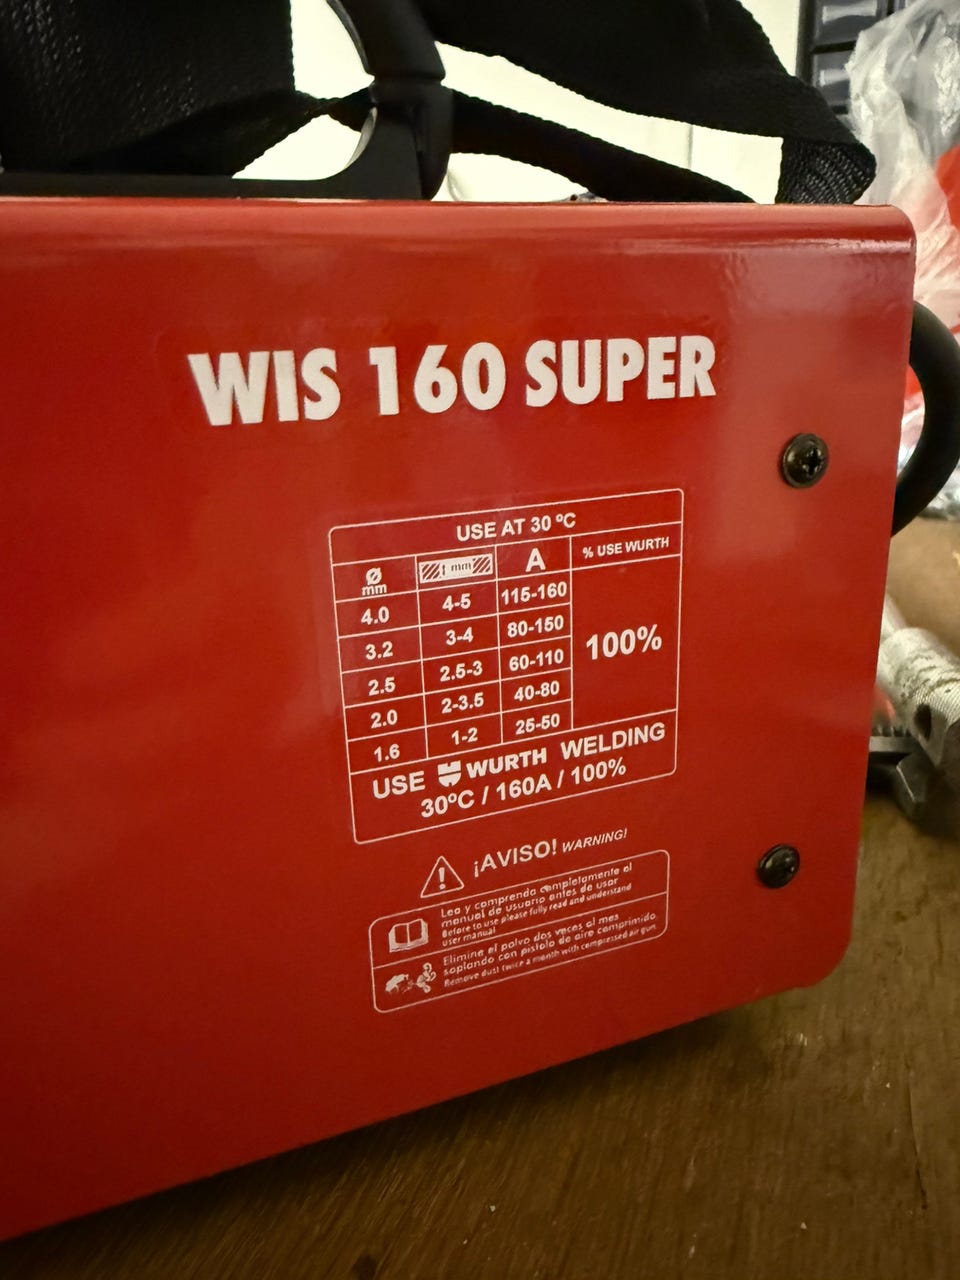 WIS 160 SUPER
USE AT 30 ºC
Ø mm t mm A % USE WURTH
4.0 4-5 115-160
3.2 3-4 80-150
2.5 2.5-3 60-110
2.0 2-3.5 40-80
1.6 1-2 25-50
100%
USE WURTH WELDING
30ºC / 160A / 100%
¡AVISO! WARNING!
Lea y comprenda completamente el
manual de usuario antes de usar
Before to use please fully read and understand
user manual
Elimine el polvo dos veces al mes
soplando con pistola de aire comprimido.
Remove dust twice a month with compressed air gun.